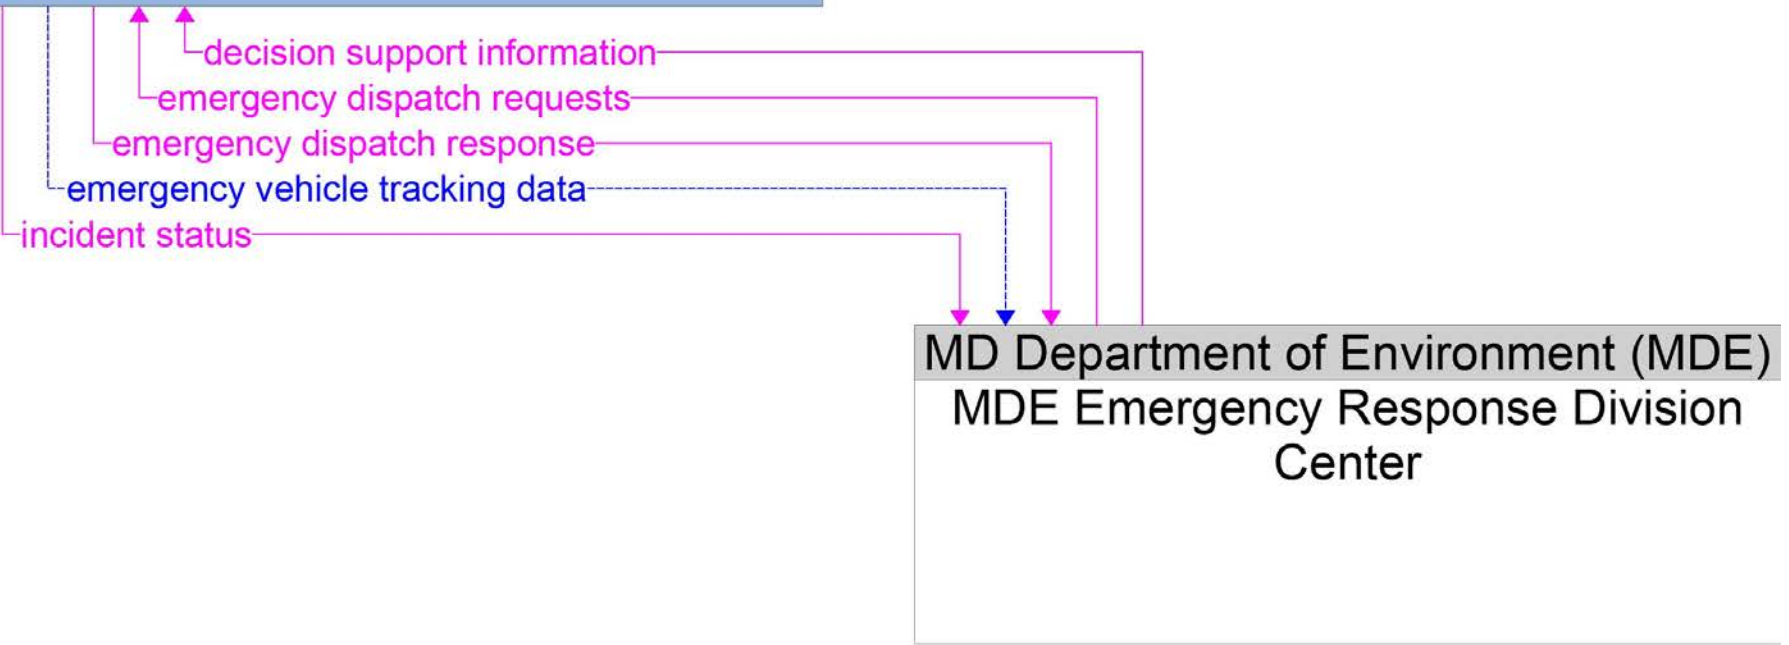 decision support information
emergency dispatch requests
emergency dispatch response
emergency vehicle tracking data
incident status
MD Department of Environment (MDE)
MDE Emergency Response Division
Center